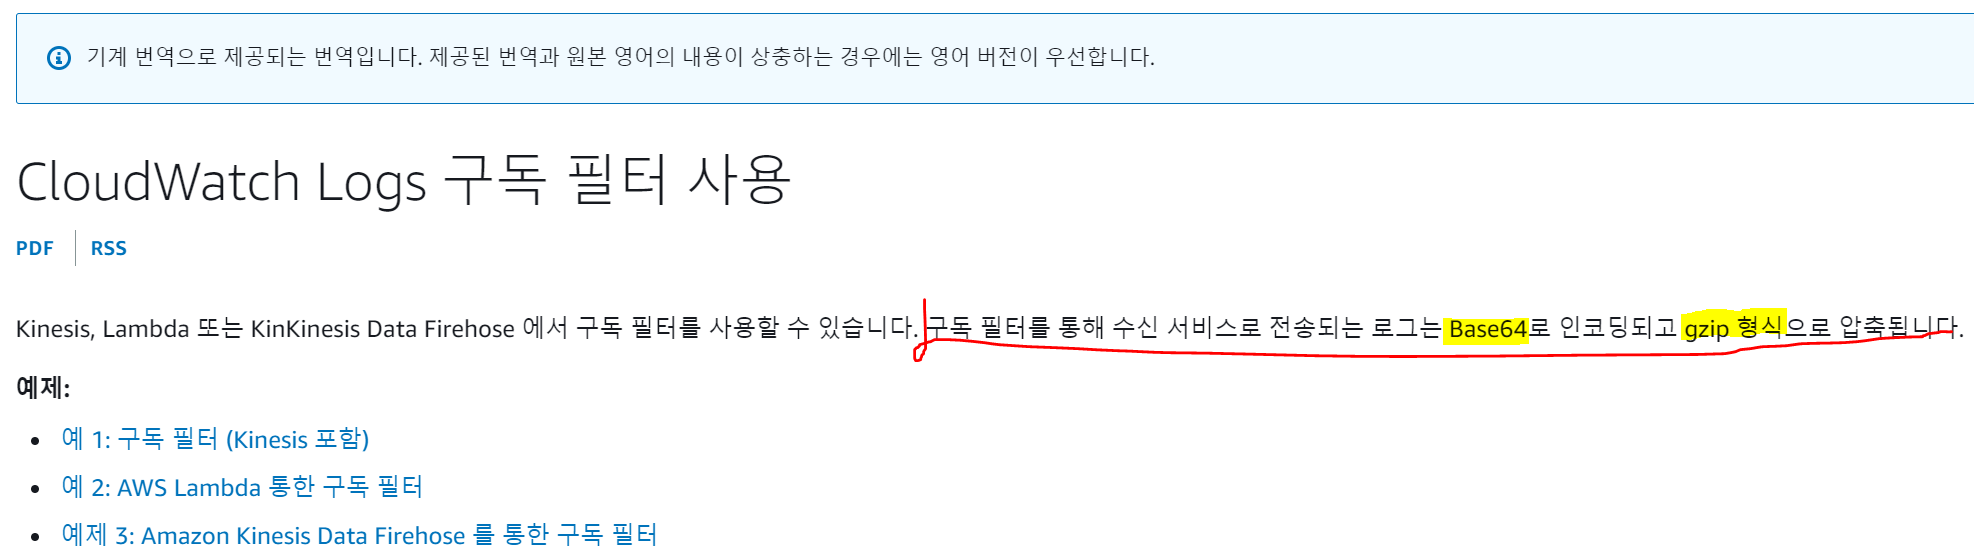 기계 번역으로 제공되는 번역입니다. 제공된 번역과 원본 영어의 내용이 상충하는 경우에는 영어 버전이 우선합니다.
CloudWatch Logs 구독 필터 사용
PDF RSS
Kinesis, Lambda 또는 KinKinesis Data Firehose 에서 구독 필터를 사용할 수 있습니다. 구독 필터를 통해 수신 서비스로 전송되는 로그는 Base64로 인코딩되고 gzip 형식으로 압축됩니다.
예제:
예 1: 구독 필터 (Kinesis 포함)
예 2: AWS Lambda 통한 구독 필터
예제 3: Amazon Kinesis Data Firehose 를 통한 구독 필터